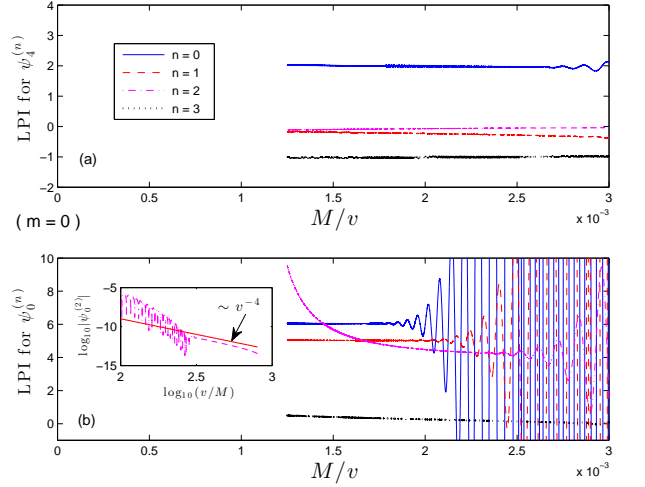 4
3
2
1
0
−1
−2
LPI for ψ₄⁽ⁿ⁾
n = 0
n = 1
n = 2
n = 3
(a)
0 0.5 1 1.5 2 2.5 3
x 10⁻³
M/v
( m = 0 )
10
8
6
4
2
0
LPI for ψ₀⁽ⁿ⁾
−5
−10
−15
log₁₀|ψ₀⁽²⁾|
∼ v⁻⁴
2 2.5 3
log₁₀(v/M)
(b)
0 0.5 1 1.5 2 2.5 3
x 10⁻³
M/v